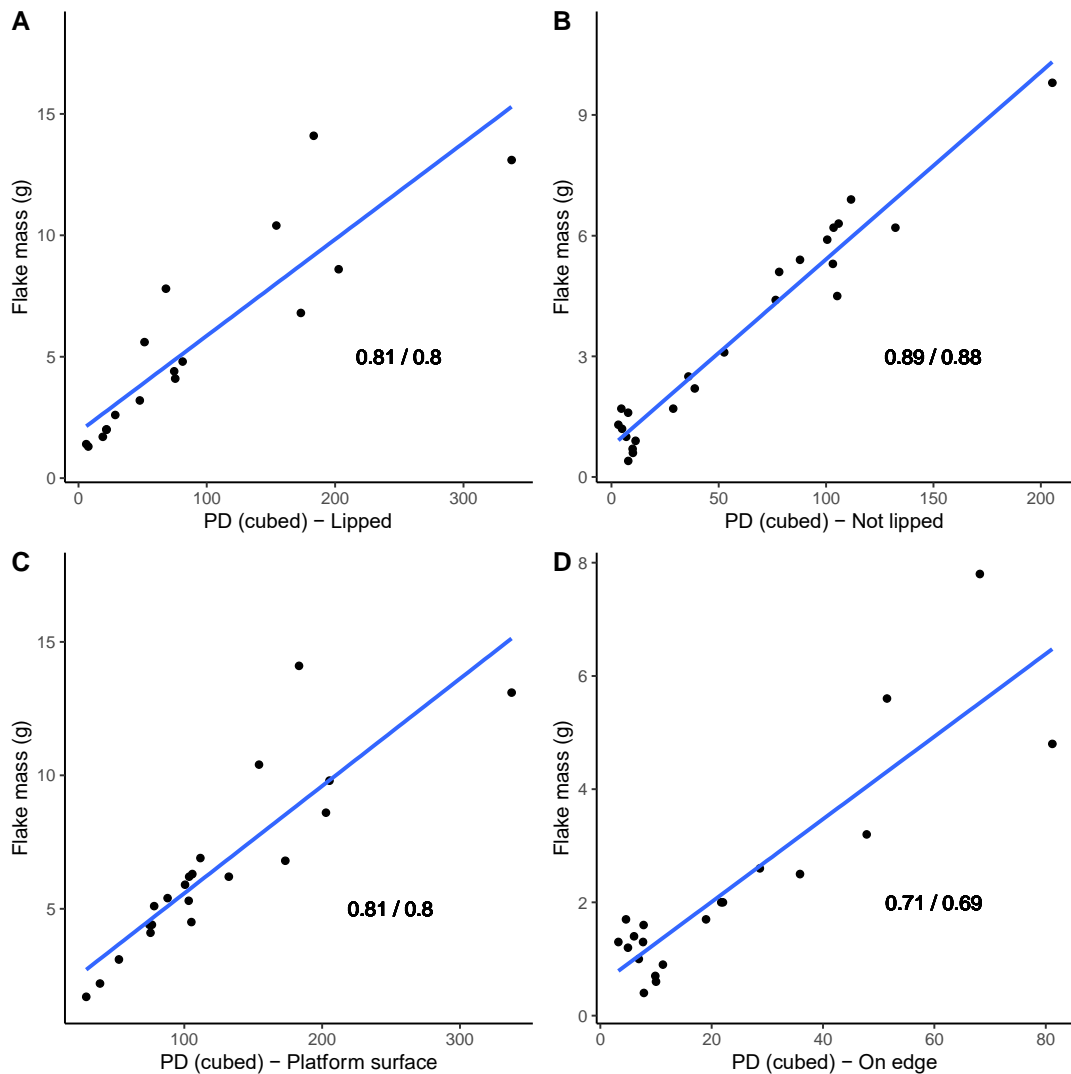 A
Flake mass (g)
15
10
5
0
0.81 / 0.8
0 100 200 300
PD (cubed) − Lipped
B
Flake mass (g)
9
6
3
0
0.89 / 0.88
0 50 100 150 200
PD (cubed) − Not lipped
C
Flake mass (g)
15
10
5
0.81 / 0.8
100 200 300
PD (cubed) − Platform surface
D
Flake mass (g)
8
6
4
2
0
0.71 / 0.69
0 20 40 60 80
PD (cubed) − On edge